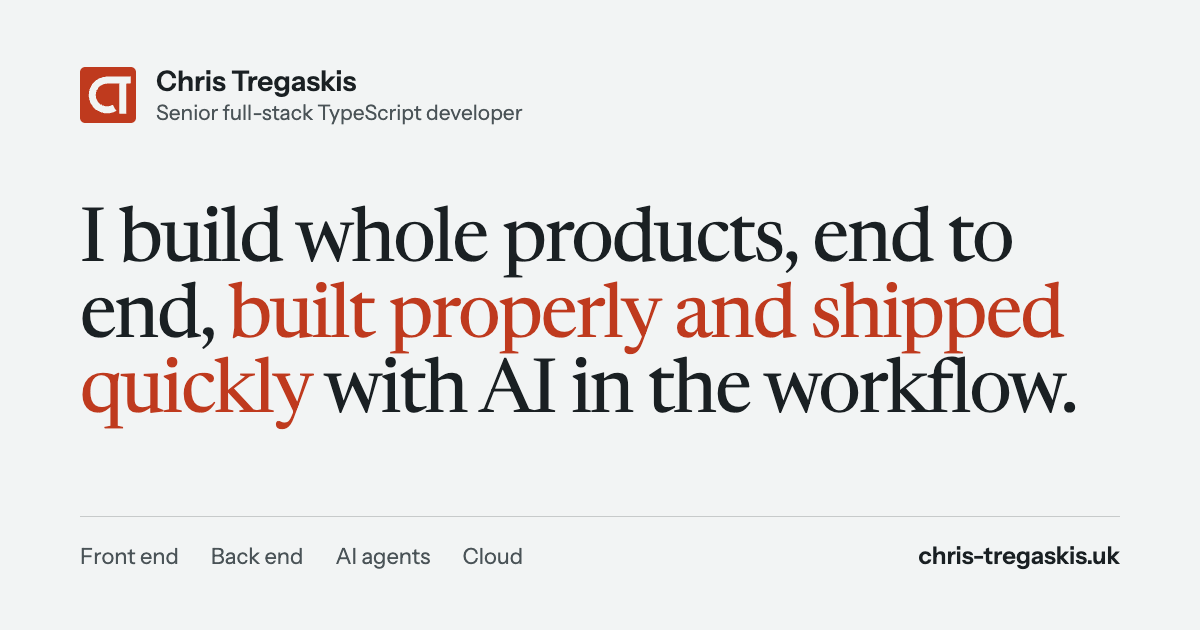 CT
Chris Tregaskis
Senior full-stack TypeScript developer
I build whole products, end to
end, built properly and shipped
quickly with AI in the workflow.
Front end
Back end
AI agents
Cloud
chris-tregaskis.uk